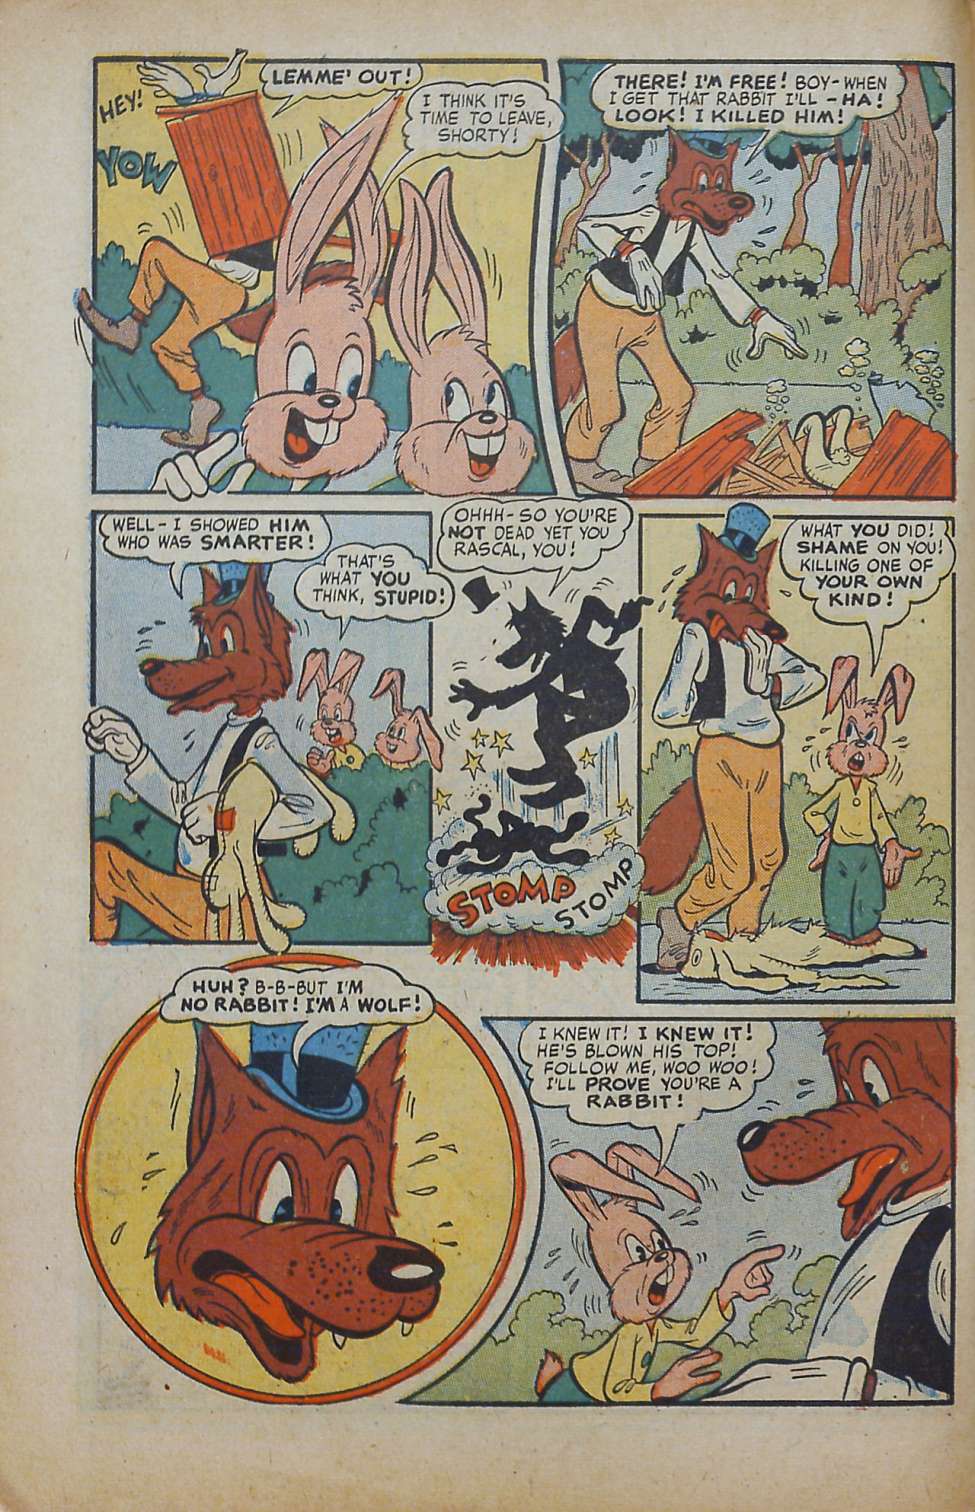 HEY!
YOW
LEMME' OUT!
I THINK IT'S
TIME TO LEAVE,
SHORTY!
THERE! I'M FREE! BOY-WHEN
I GET THAT RABBIT I'LL - HA!
LOOK! I KILLED HIM!
WELL- I SHOWED HIM
WHO WAS SMARTER!
THAT'S
WHAT YOU
THINK, STUPID!
OHHH-SO YOU'RE
NOT DEAD YET YOU
RASCAL, YOU!
STOMP
STOMP
WHAT YOU DID!
SHAME ON YOU!
KILLING ONE OF
YOUR OWN
KIND!
HUH? B-B-BUT I'M
NO RABBIT! I'M A WOLF!
I KNEW IT! I KNEW IT!
HE'S BLOWN HIS TOP!
FOLLOW ME, WOO WOO!
I'LL PROVE YOU'RE A
RABBIT!